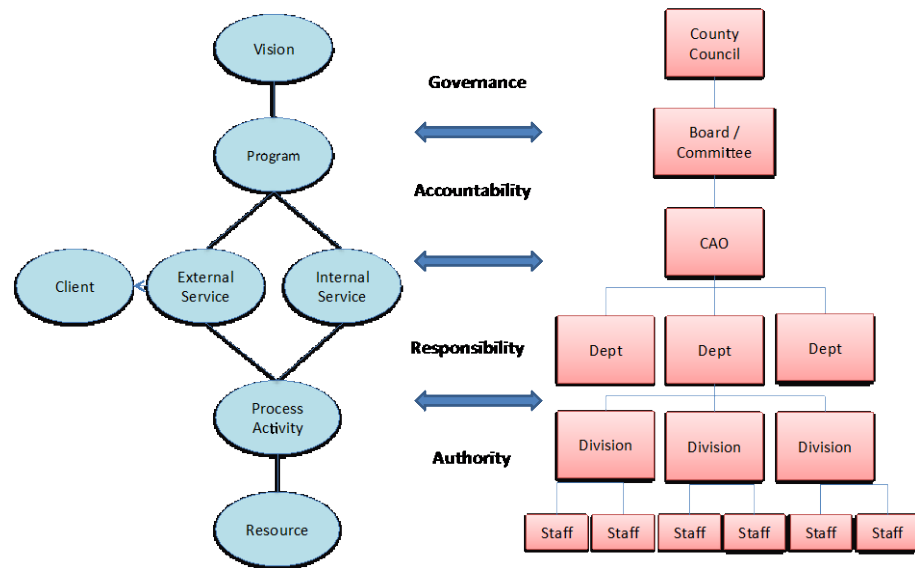 Vision
Program
External
Service
Internal
Service
Client
Process
Activity
Resource
Governance
Accountability
Responsibility
Authority
County
Council
Board /
Committee
CAO
Dept
Dept
Dept
Division
Division
Division
Staff
Staff
Staff
Staff
Staff
Staff